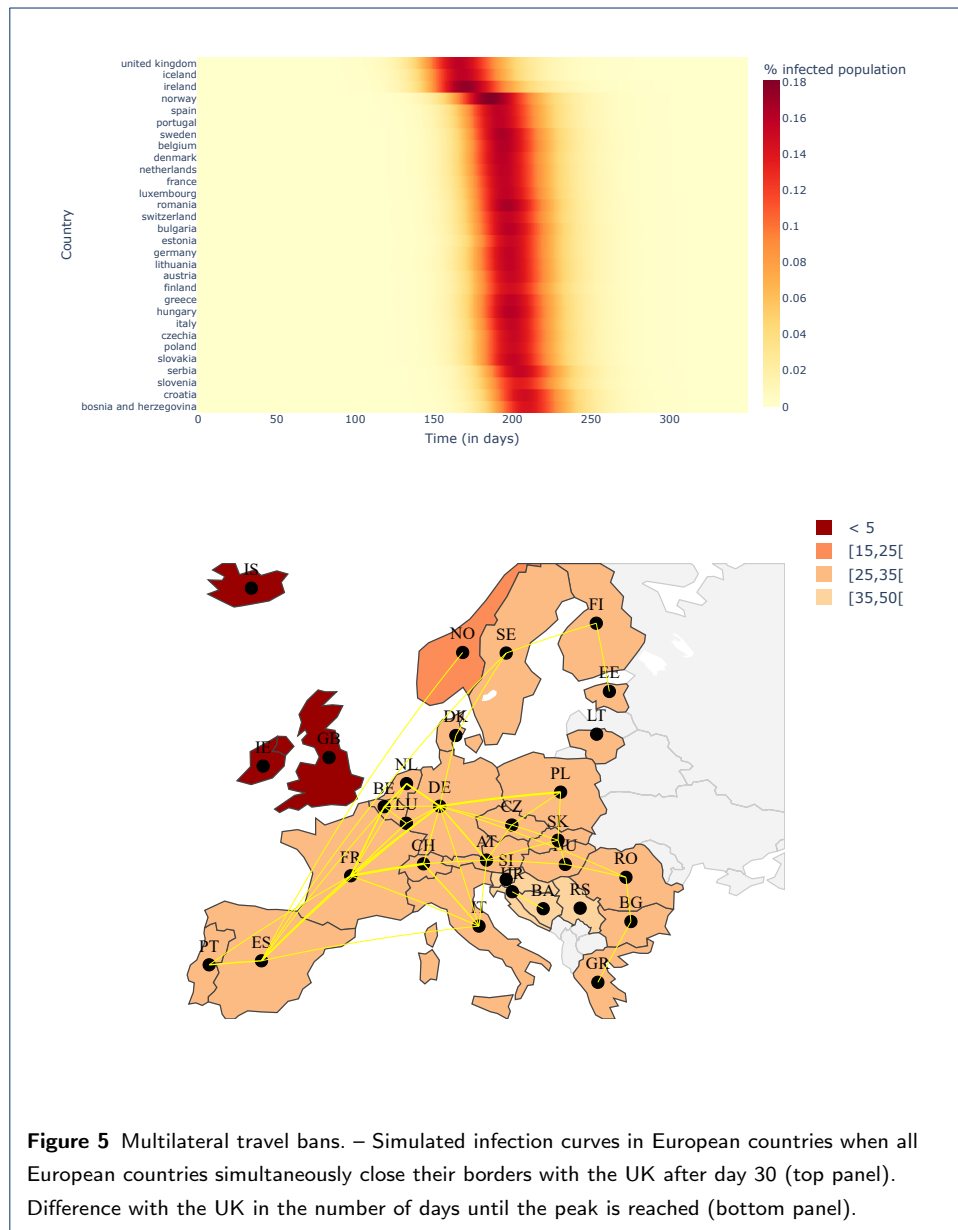 united kingdom
iceland
ireland
norway
spain
portugal
sweden
belgium
denmark
netherlands
france
luxembourg
romania
switzerland
bulgaria
estonia
germany
lithuania
austria
finland
greece
hungary
italy
czechia
poland
slovakia
serbia
slovenia
croatia
bosnia and herzegovina
Country
0 50 100 150 200 250 300
Time (in days)
% infected population
0.18
0.16
0.14
0.12
0.1
0.08
0.06
0.04
0.02
0
< 5
[15,25[
[25,35[
[35,50[
IS
FI
NO SE
EE
LT
DK
IE GB
NL PL
BE DE
LU CZ
SK
FR CH AT HU RO
SI
HR
BA RS BG
IT
PT ES
GR
Figure 5 Multilateral travel bans. – Simulated infection curves in European countries when all
European countries simultaneously close their borders with the UK after day 30 (top panel).
Difference with the UK in the number of days until the peak is reached (bottom panel).